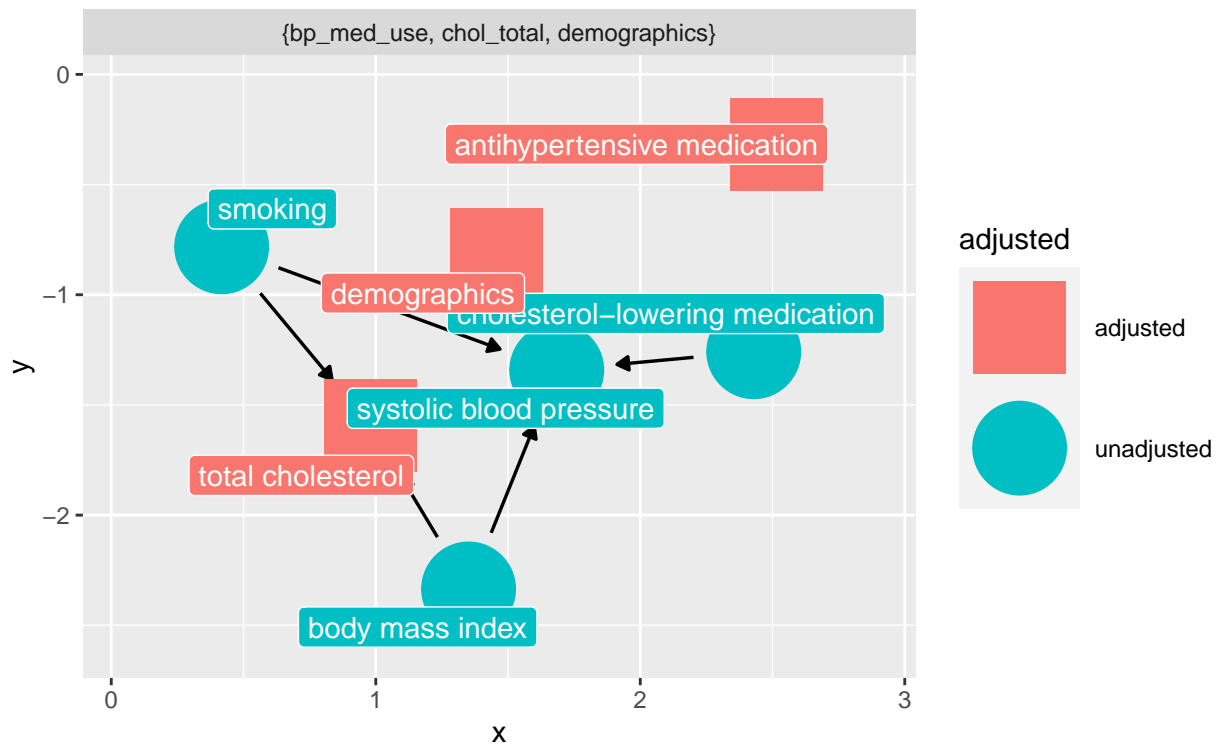 {bp_med_use, chol_total, demographics}
0
antihypertensive medication
smoking
adjusted
demographics
−1
cholesterol−lowering medication
adjusted
y
systolic blood pressure
unadjusted
total cholesterol
−2
body mass index
0
1
2
3
x